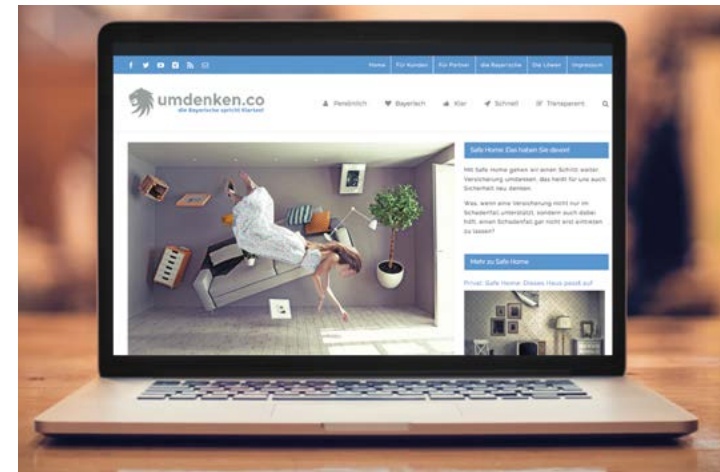 Home Für Kunden Für Partner die Bayerische Die Löwen Impressum
umdenken.co
die Bayerische spricht Klartext
Persönlich Bayerisch Klar Schnell Transparent
Safe Home: Das haben Sie davon!
Mit Safe Home gehen wir einen Schritt weiter.
Versicherung umdenken, das heißt für uns auch
Sicherheit neu denken.
Was, wenn eine Versicherung nicht nur im
Schadenfall unterstützt, sondern auch dabei
hilft, einen Schadenfall gar nicht erst eintreten
zu lassen?
Mehr zu Safe Home
Privat: Safe Home: Dieses Haus passt auf